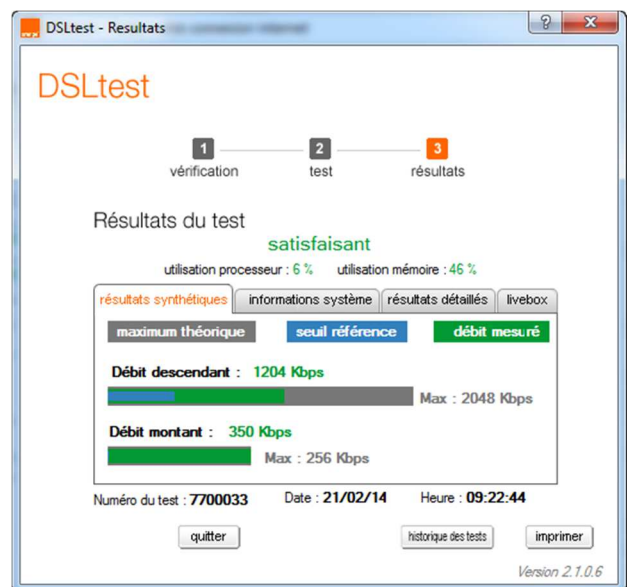 DSLtest - Resultats
DSLtest
1 2 3
vérification test résultats
Résultats du test
satisfaisant
utilisation processeur : 6 % utilisation mémoire : 46 %
résultats synthétiques informations système résultats détaillés livebox
maximum théorique seuil référence débit mesuré
Débit descendant : 1204 Kbps
Max : 2048 Kbps
Débit montant : 350 Kbps
Max : 256 Kbps
Numéro du test : 7700033 Date : 21/02/14 Heure : 09:22:44
quitter historique des tests imprimer
Version 2.1.0.6